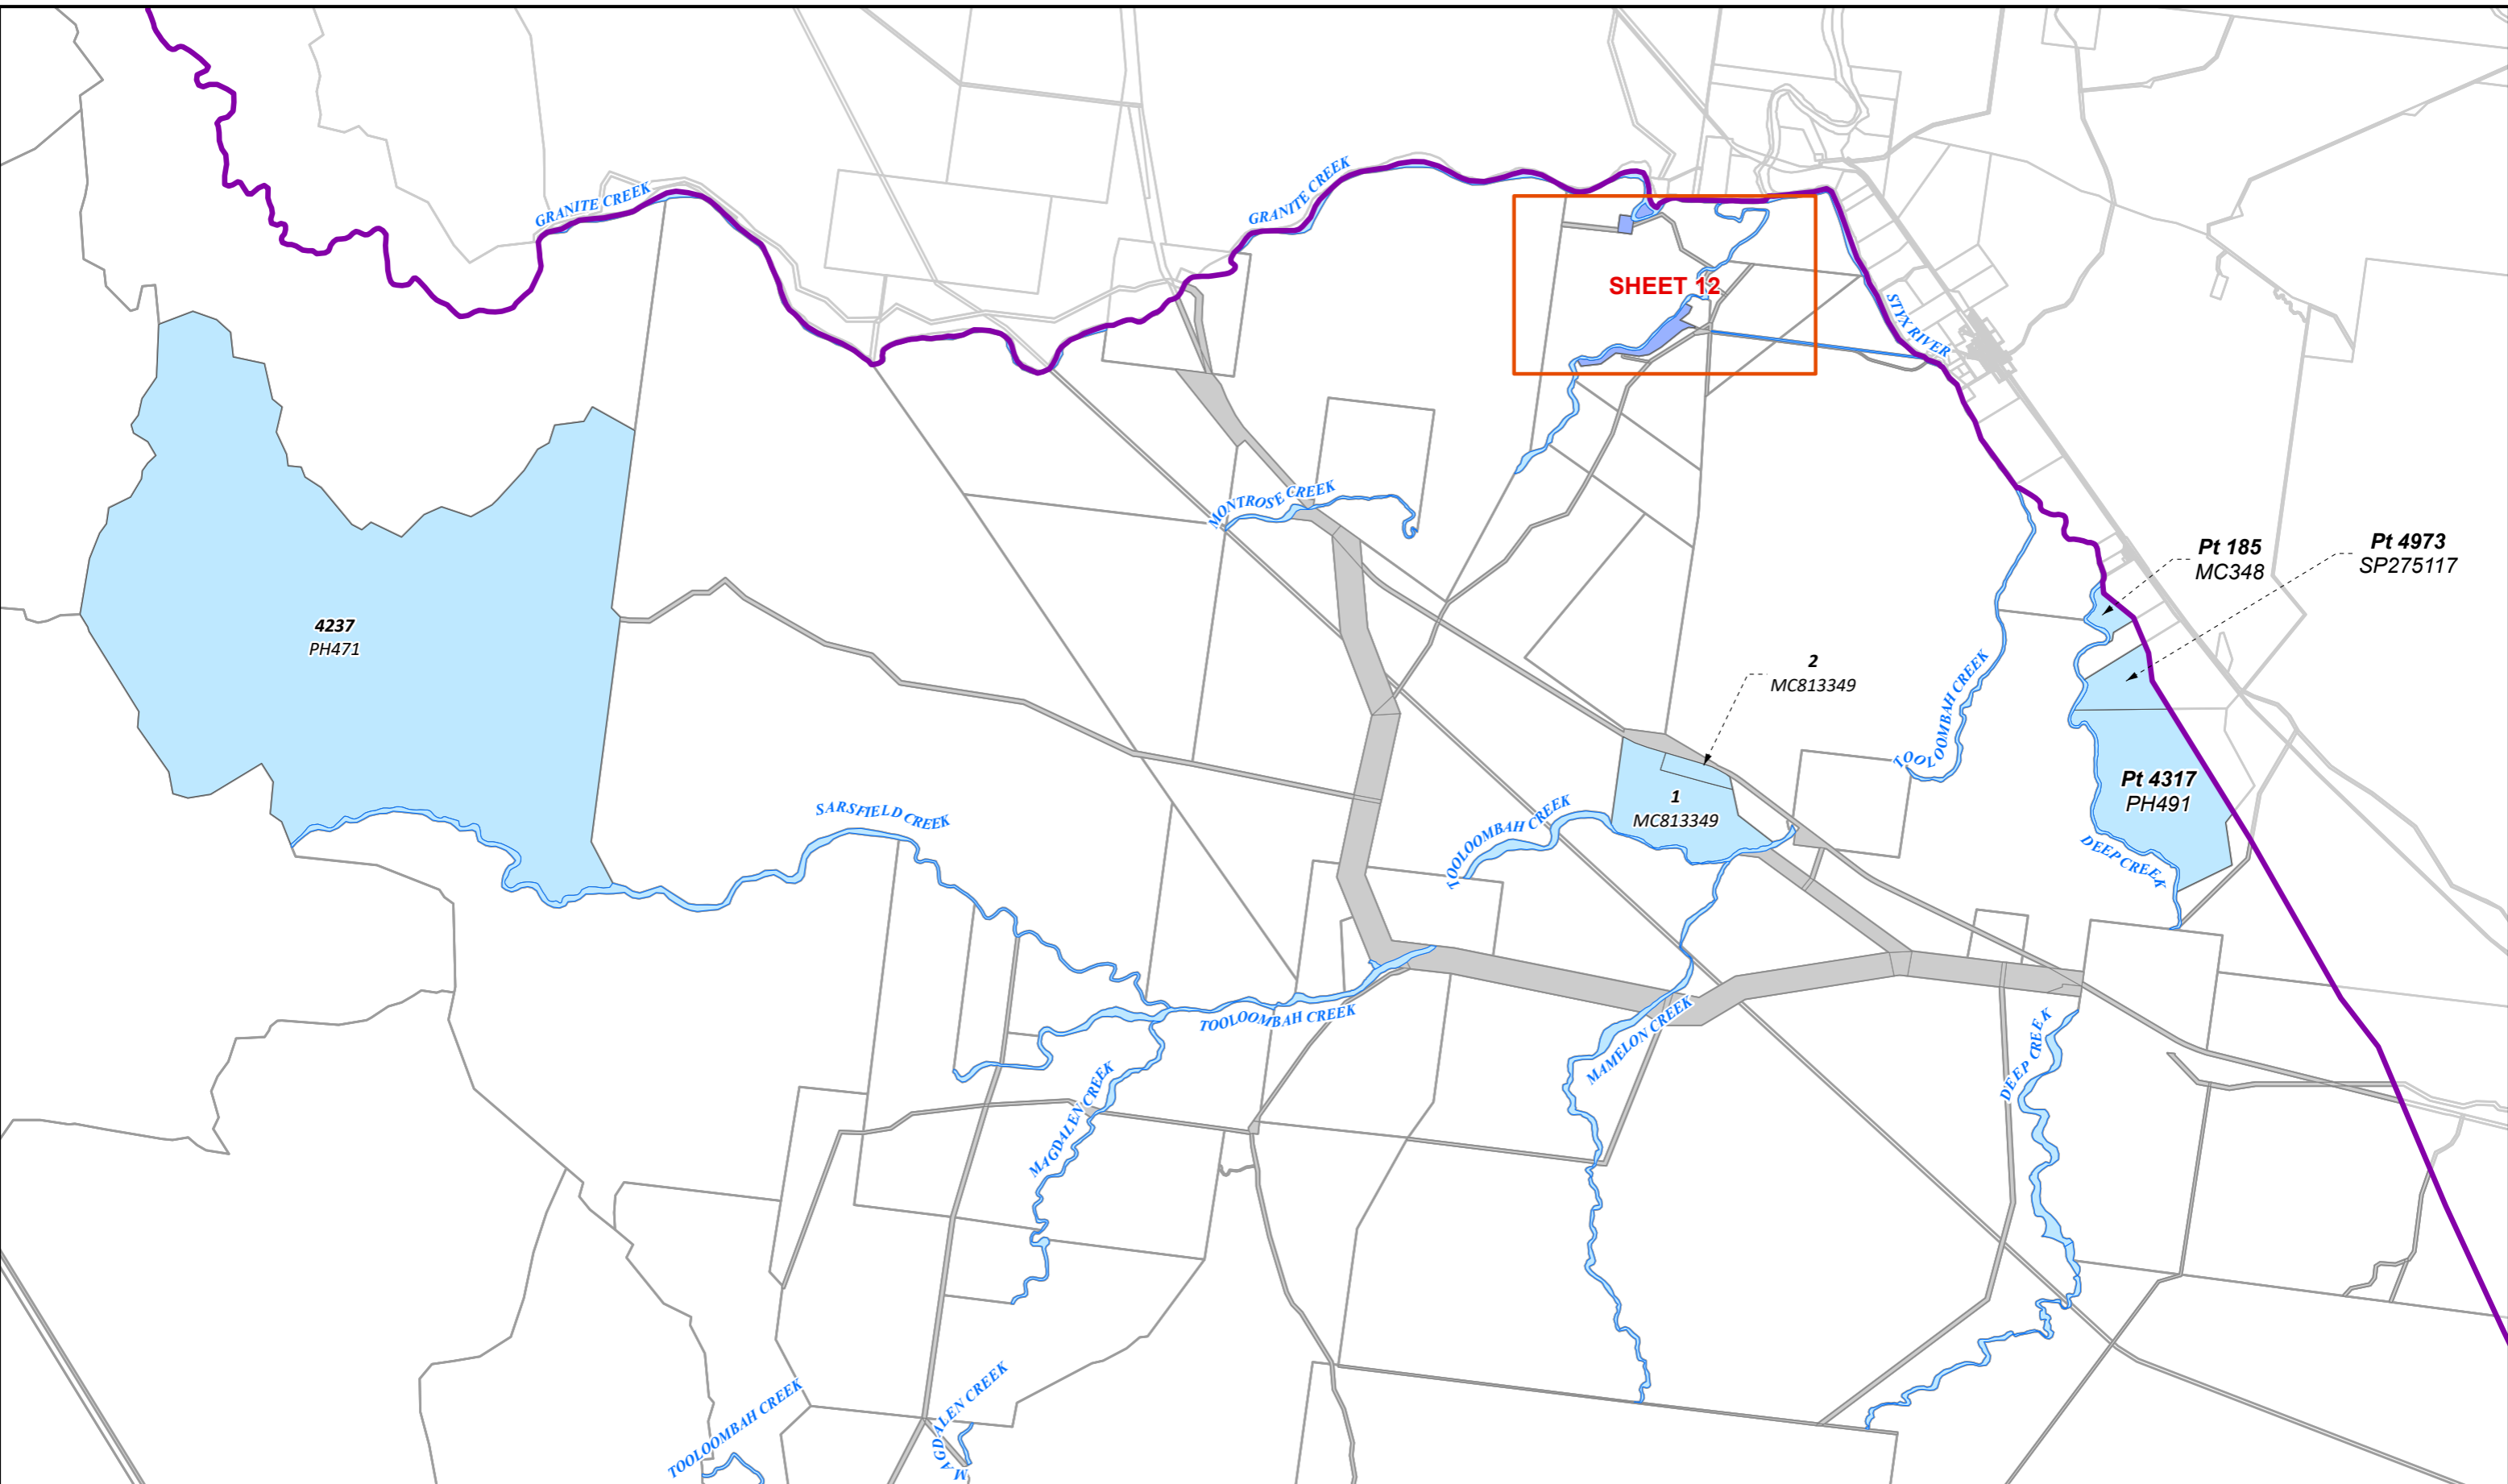 GRANITE CREEK
GRANITE CREEK
SHEET 12
STYX RIVER
MONTROSE CREEK
Pt 185
MC348
Pt 4973
SP275117
4237
PH471
2
MC813349
TOOLOOMBAH CREEK
Pt 4317
PH491
1
MC813349
SARSFIELD CREEK
TOOLOOMBAH CREEK
DEEP CREEK
TOOLOOMBAH CREEK
MAMELON CREEK
DEEP CREEK
MAGDALEN CREEK
TOOLOOMBAH CREEK
MAGDALEN CREEK